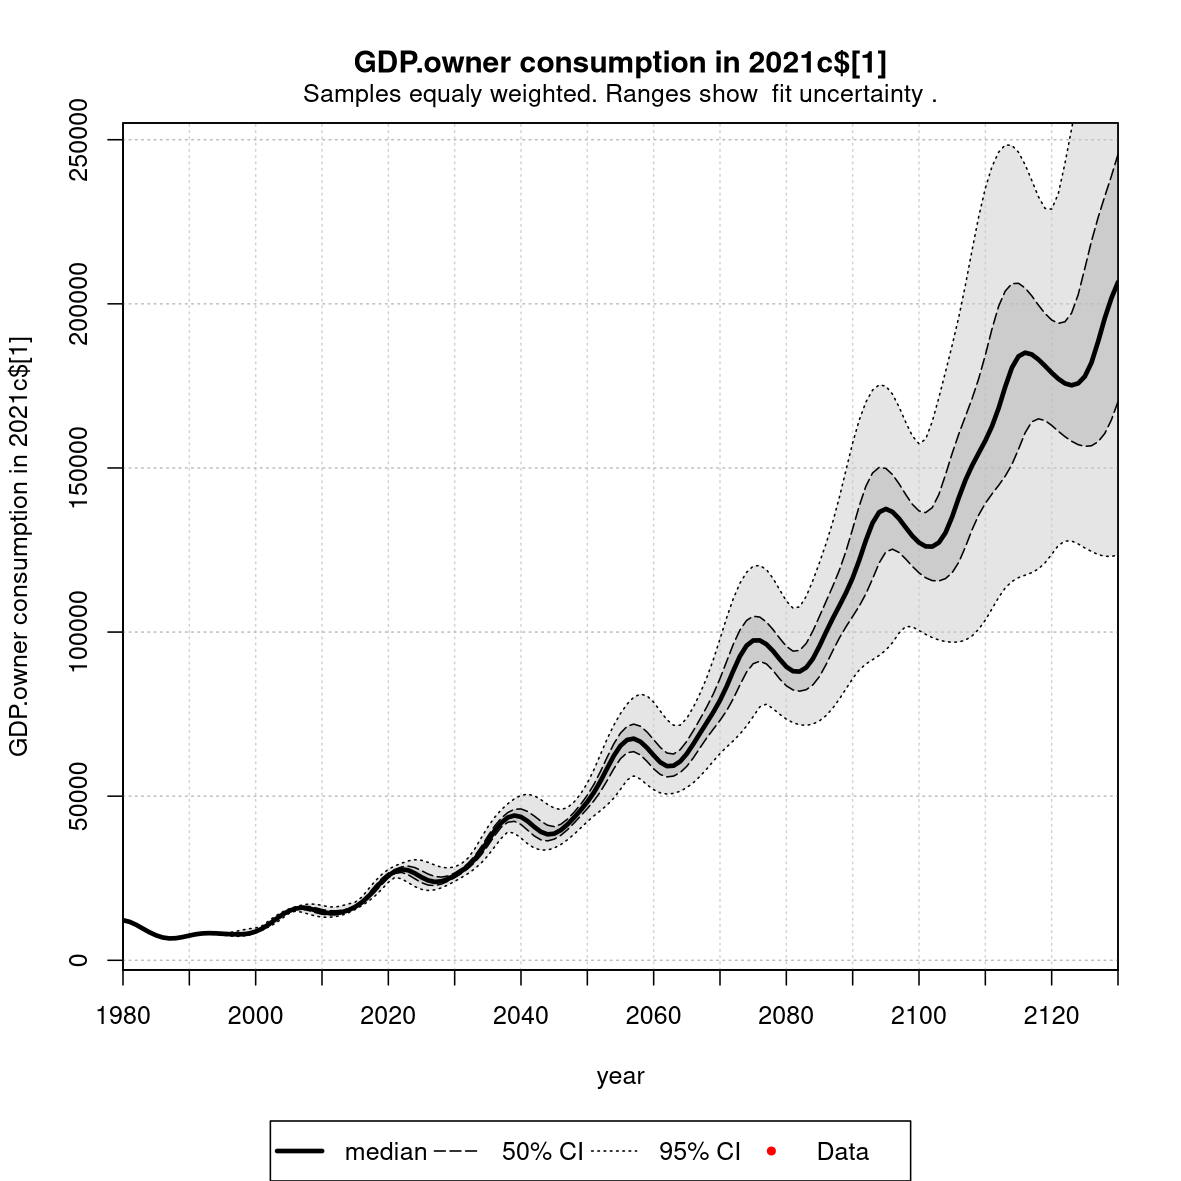 GDP.owner consumption in 2021c$[1]
Samples equaly weighted. Ranges show  fit uncertainty .
GDP.owner consumption in 2021c$[1]
250000
200000
150000
100000
50000
0
1980 2000 2020 2040 2060 2080 2100 2120
year
median 50% CI 95% CI Data